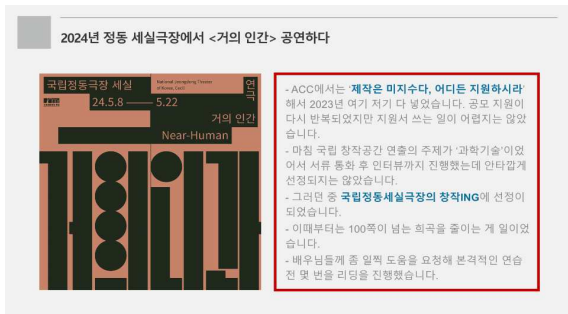 2024년 정동 세실극장에서 <거의 인간> 공연하다
국립정동극장 세실
National Jeongdong Theater
of Korea, Cecil
연극
24.5.8 —— 5.22
거의 인간
Near-Human
- ACC에서는 '제작은 미지수다, 어디든 지원하시라'
해서 2023년 여기 저기 다 넣었습니다. 공모 지원이
다시 반복되었지만 지원서 쓰는 일이 어렵지는 않았
습니다.
- 마침 국립 창작공간 연출의 주제가 '과학기술'이었
어서 서류 통화 후 인터뷰까지 진행했는데 안타깝게
선정되지는 않았습니다.
- 그러던 중 국립정동세실극장의 창작ING에 선정이
되었습니다.
- 이때부터는 100쪽이 넘는 희곡을 줄이는 게 일이었
습니다.
- 배우님들께 좀 일찍 도움을 요청해 본격적인 연습
전 몇 번을 리딩을 진행했습니다.